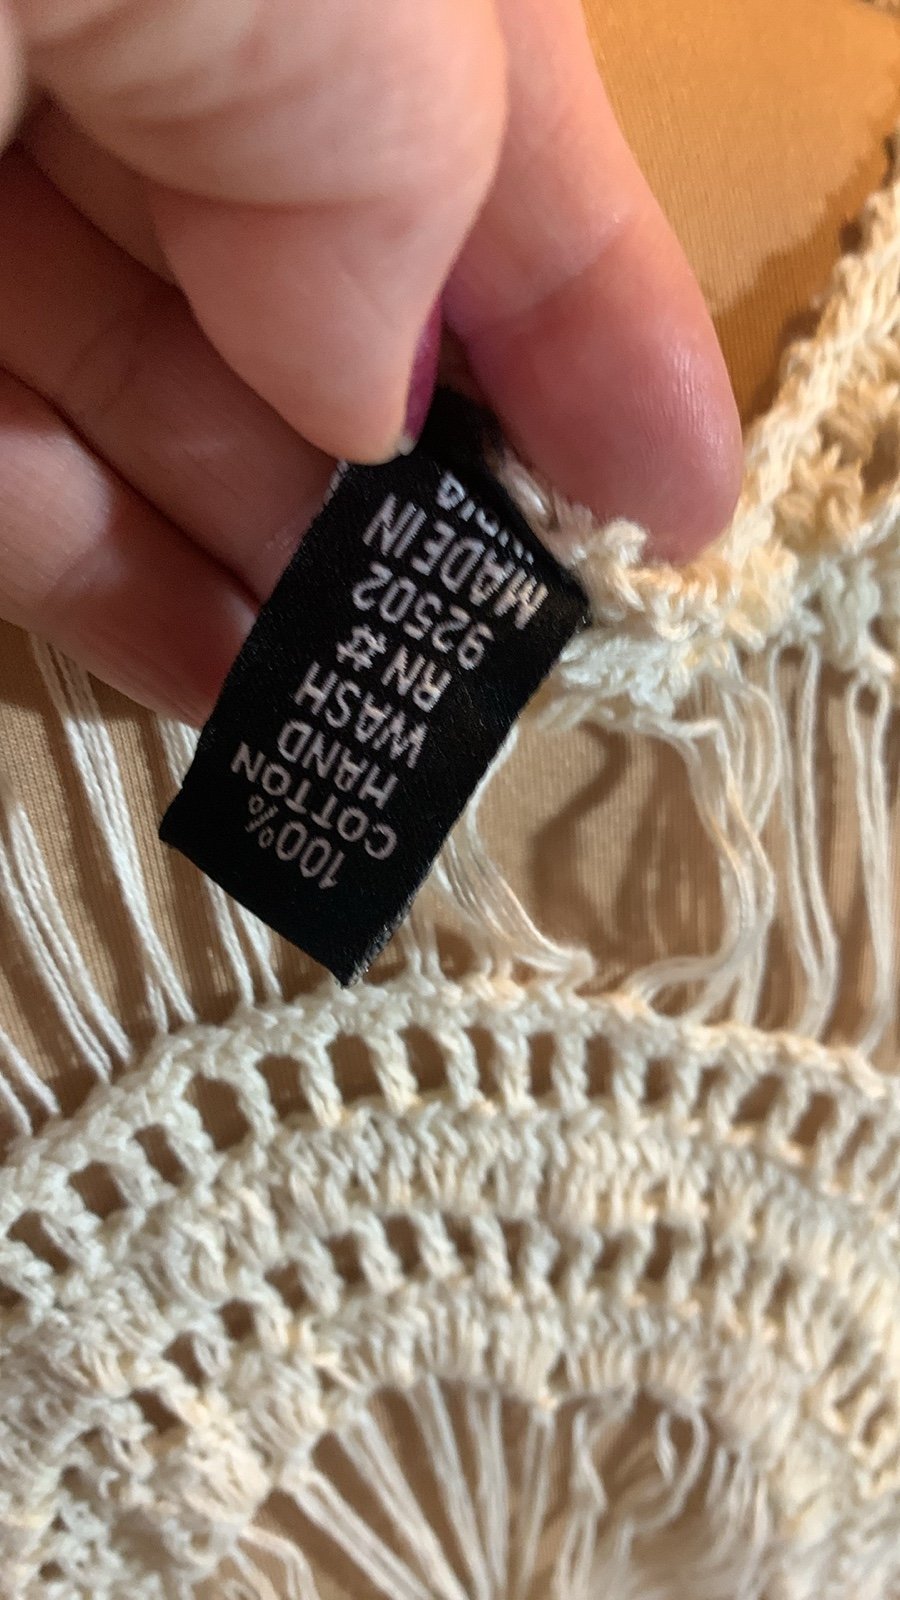 100%
COTTON
HAND
WASH
RN #
92502
MADE IN